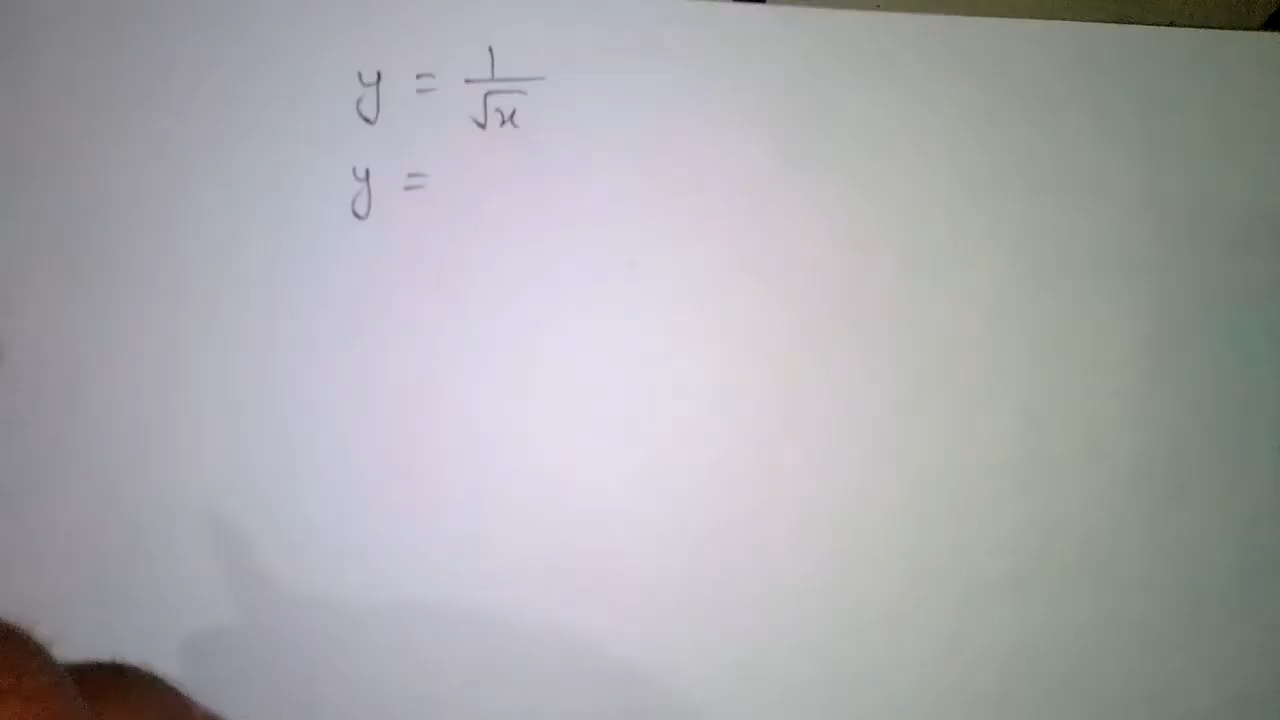 y = 1/√x
y =